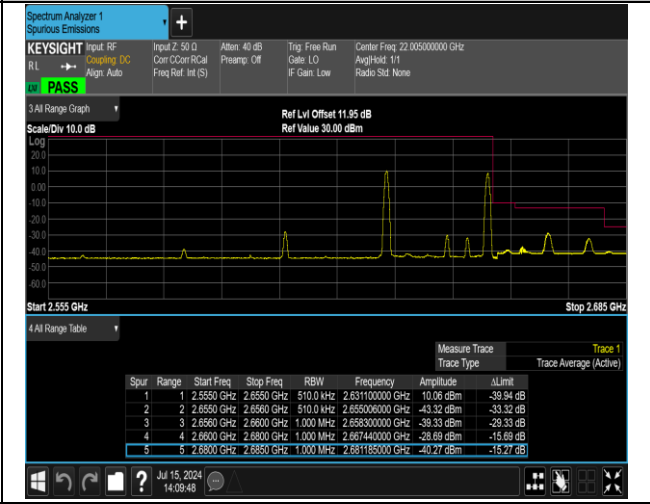 Spectrum Analyzer 1
Spurious Emissions
+
KEYSIGHT Input: RF Input Z: 50 Ω Atten: 40 dB Trig: Free Run Center Freq: 22.005000000 GHz
RL Coupling: DC Corr CCorr RCal Preamp: Off Gate: LO Avg|Hold: 1/1
Align: Auto Freq Ref: Int (S) IF Gain: Low Radio Std: None
PASS
3 All Range Graph
Ref Lvl Offset 11.95 dB
Scale/Div 10.0 dB Ref Value 30.00 dBm
Log
20.0
10.0
0.00
-10.0
-20.0
-30.0
-40.0
-50.0
-60.0
Start 2.555 GHz Stop 2.685 GHz
4 All Range Table
Measure Trace Trace 1
Trace Type Trace Average (Active)
Spur Range Start Freq Stop Freq RBW Frequency Amplitude ΔLimit
1 1 2.5550 GHz 2.6550 GHz 510.0 kHz 2.631100000 GHz 10.06 dBm -39.94 dB
2 2 2.6550 GHz 2.6560 GHz 510.0 kHz 2.655006000 GHz -43.32 dBm -33.32 dB
3 3 2.6560 GHz 2.6600 GHz 1.000 MHz 2.658300000 GHz -39.33 dBm -29.33 dB
4 4 2.6600 GHz 2.6800 GHz 1.000 MHz 2.667440000 GHz -28.69 dBm -15.69 dB
5 5 2.6800 GHz 2.6850 GHz 1.000 MHz 2.681185000 GHz -40.27 dBm -15.27 dB
? Jul 15, 2024
14:09:48